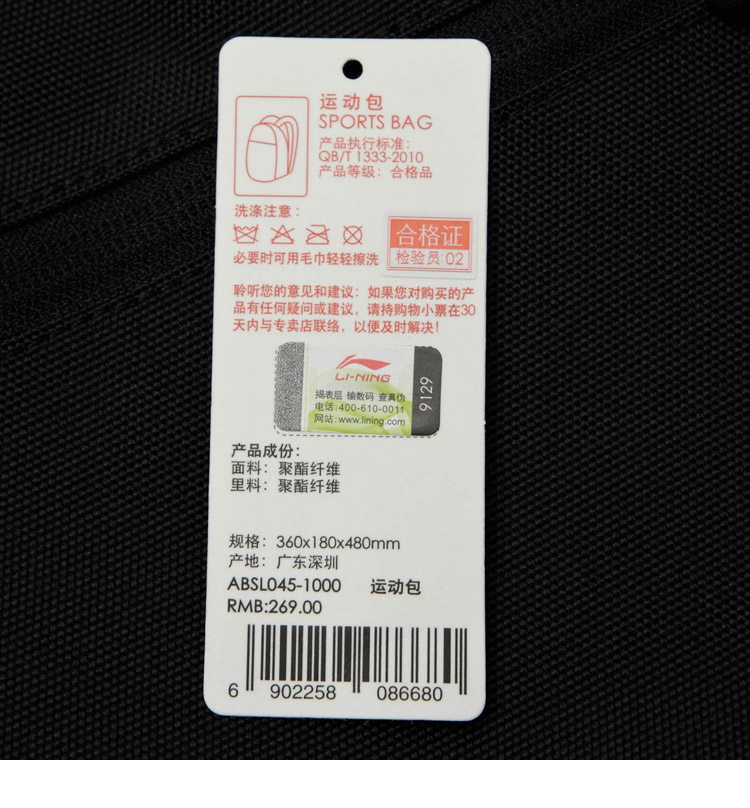 运动包
SPORTS BAG
产品执行标准：
QB/T 1333-2010
产品等级：合格品
洗涤注意：
必要时可用毛巾轻轻擦洗
合格证
检验员:02
聆听您的意见和建议：如果您对购买的产
品有任何疑问或建议，请持购物小票在30
天内与专卖店联络，以便及时解决！
LI-NING
揭表层 输数码 查真伪
电话:400-610-0011
网站:www.lining.com
9129
产品成份：
面料：聚酯纤维
里料：聚酯纤维
规格：360x180x480mm
产地：广东深圳
ABSL045-1000 运动包
RMB:269.00
6 902258 086680